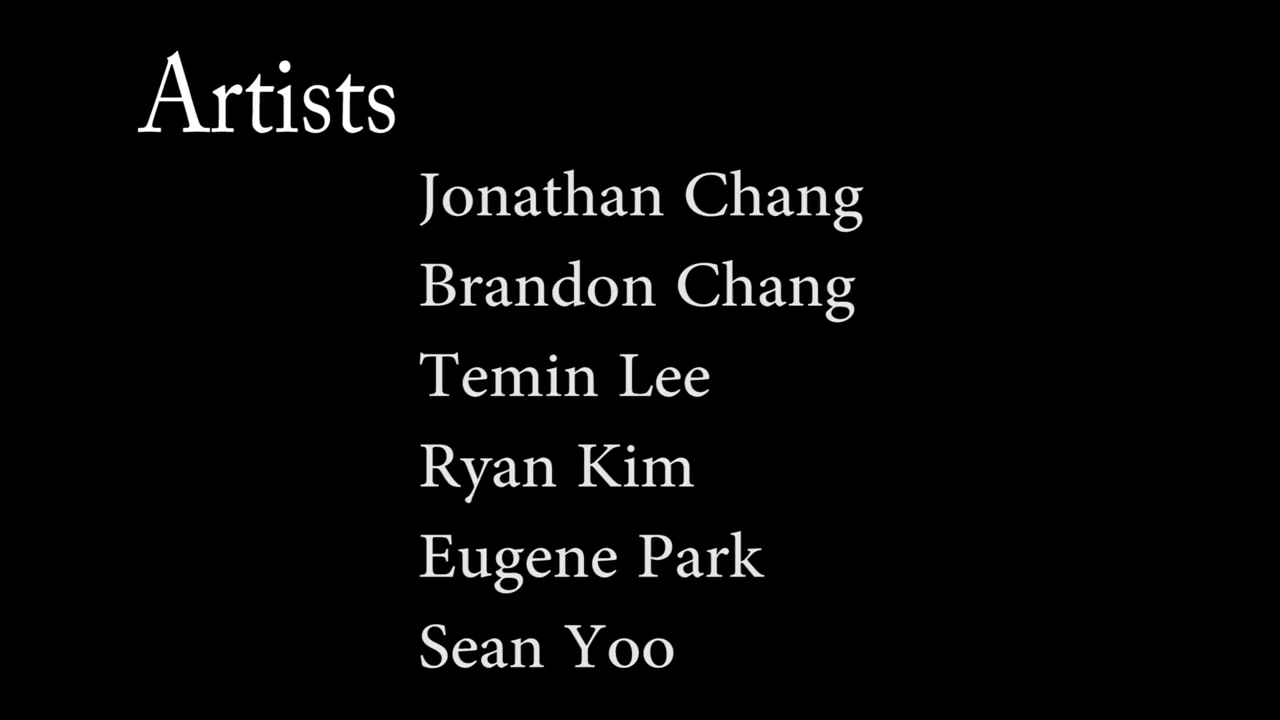 Artists
Jonathan Chang
Brandon Chang
Temin Lee
Ryan Kim
Eugene Park
Sean Yoo